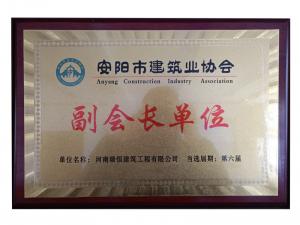 安阳市建筑业协会
Anyang Construction Industry Association
副会长单位
单位名称：河南瑞恒建筑工程有限公司 当选届期：第六届